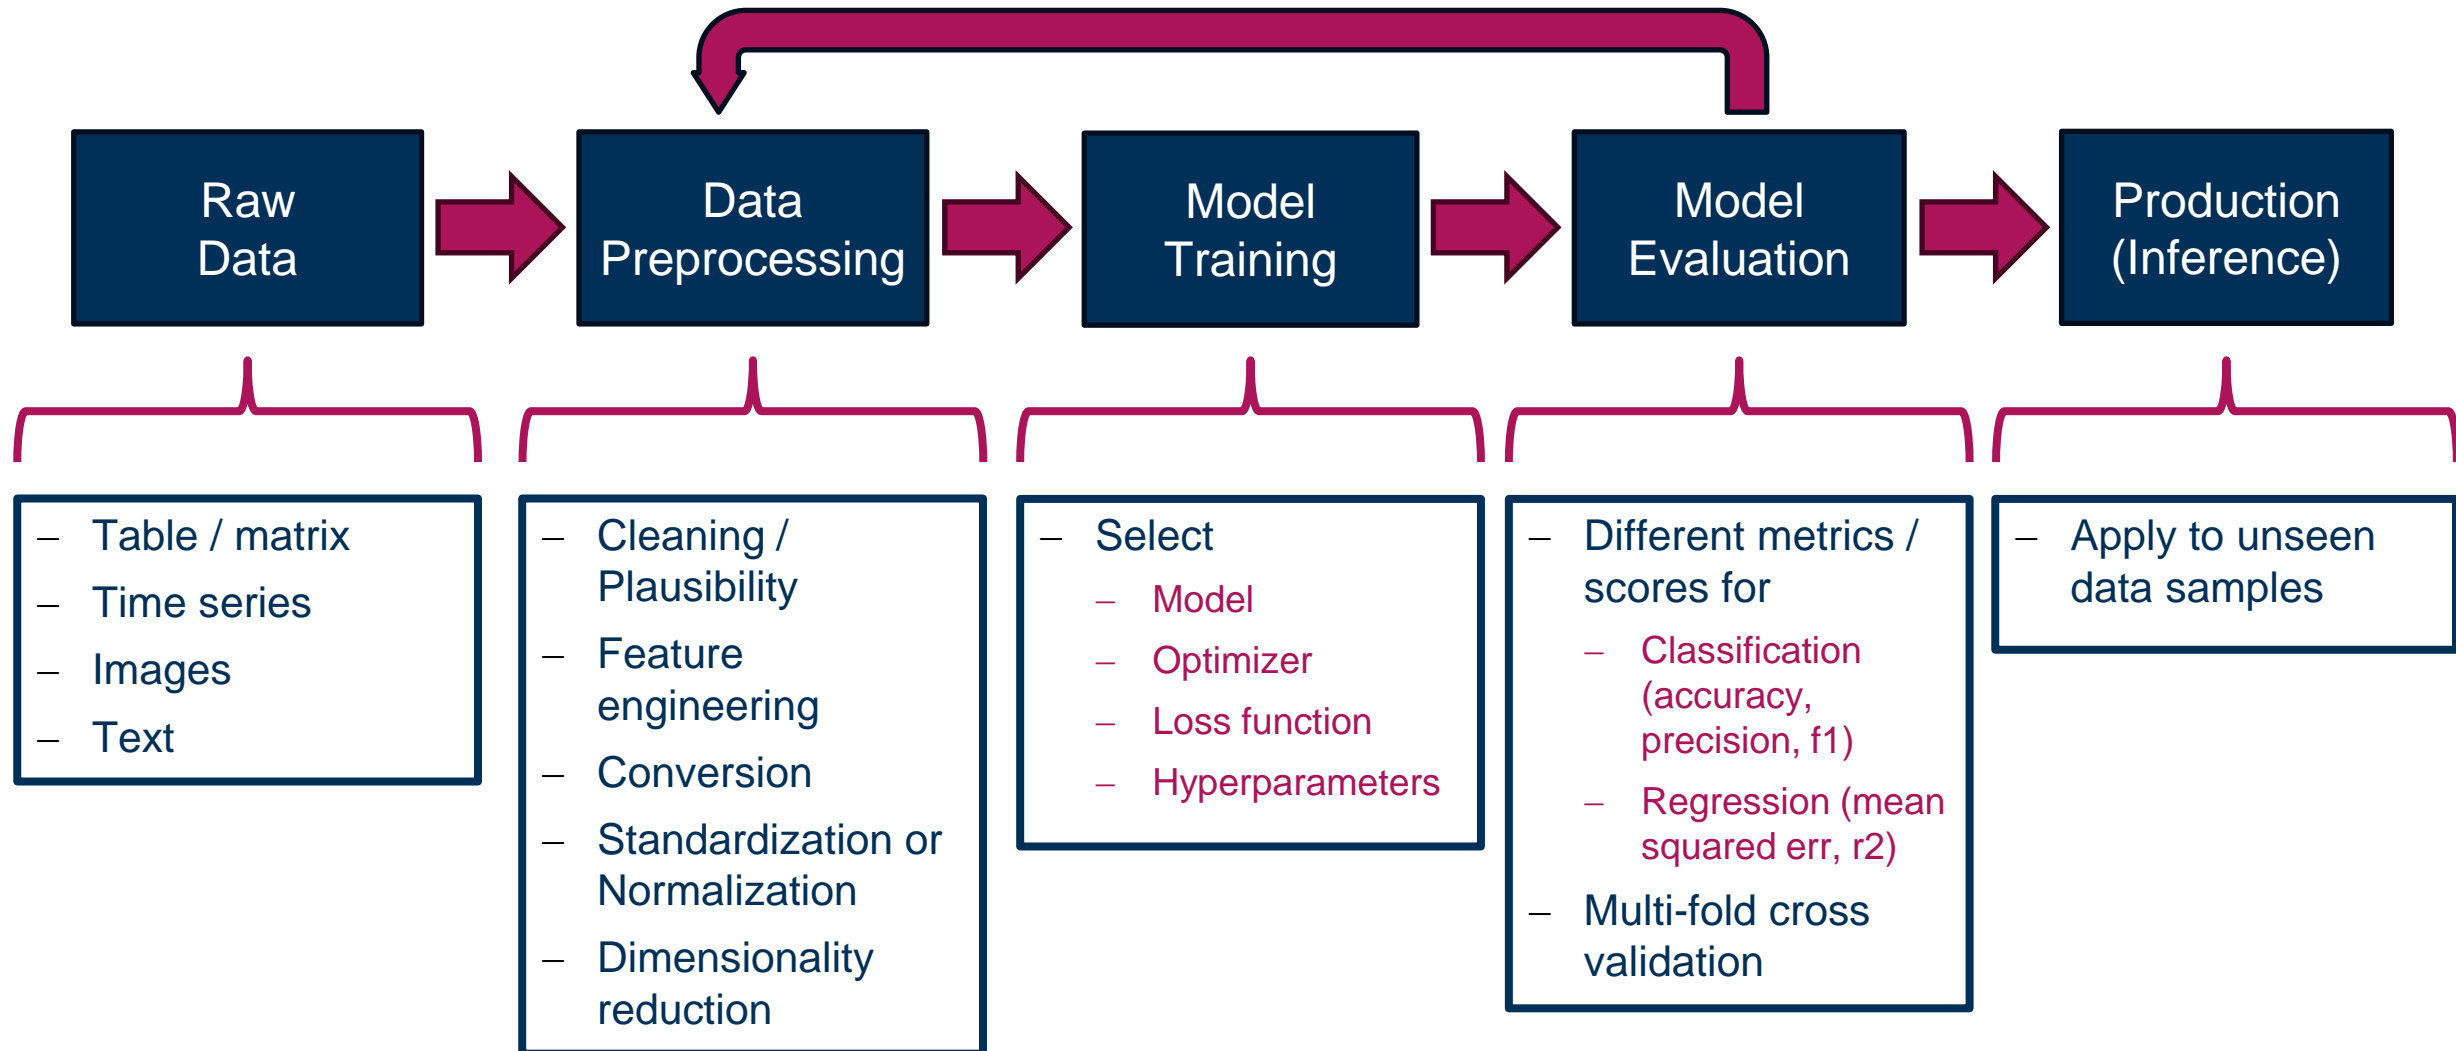 Raw
Data
Data
Preprocessing
Model
Training
Model
Evaluation
Production
(Inference)
– Table / matrix
– Time series
– Images
– Text
– Cleaning /
Plausibility
– Feature
engineering
– Conversion
– Standardization or
Normalization
– Dimensionality
reduction
– Select
– Model
– Optimizer
– Loss function
– Hyperparameters
– Different metrics /
scores for
– Classification
(accuracy,
precision, f1)
– Regression (mean
squared err, r2)
– Multi-fold cross
validation
– Apply to unseen
data samples